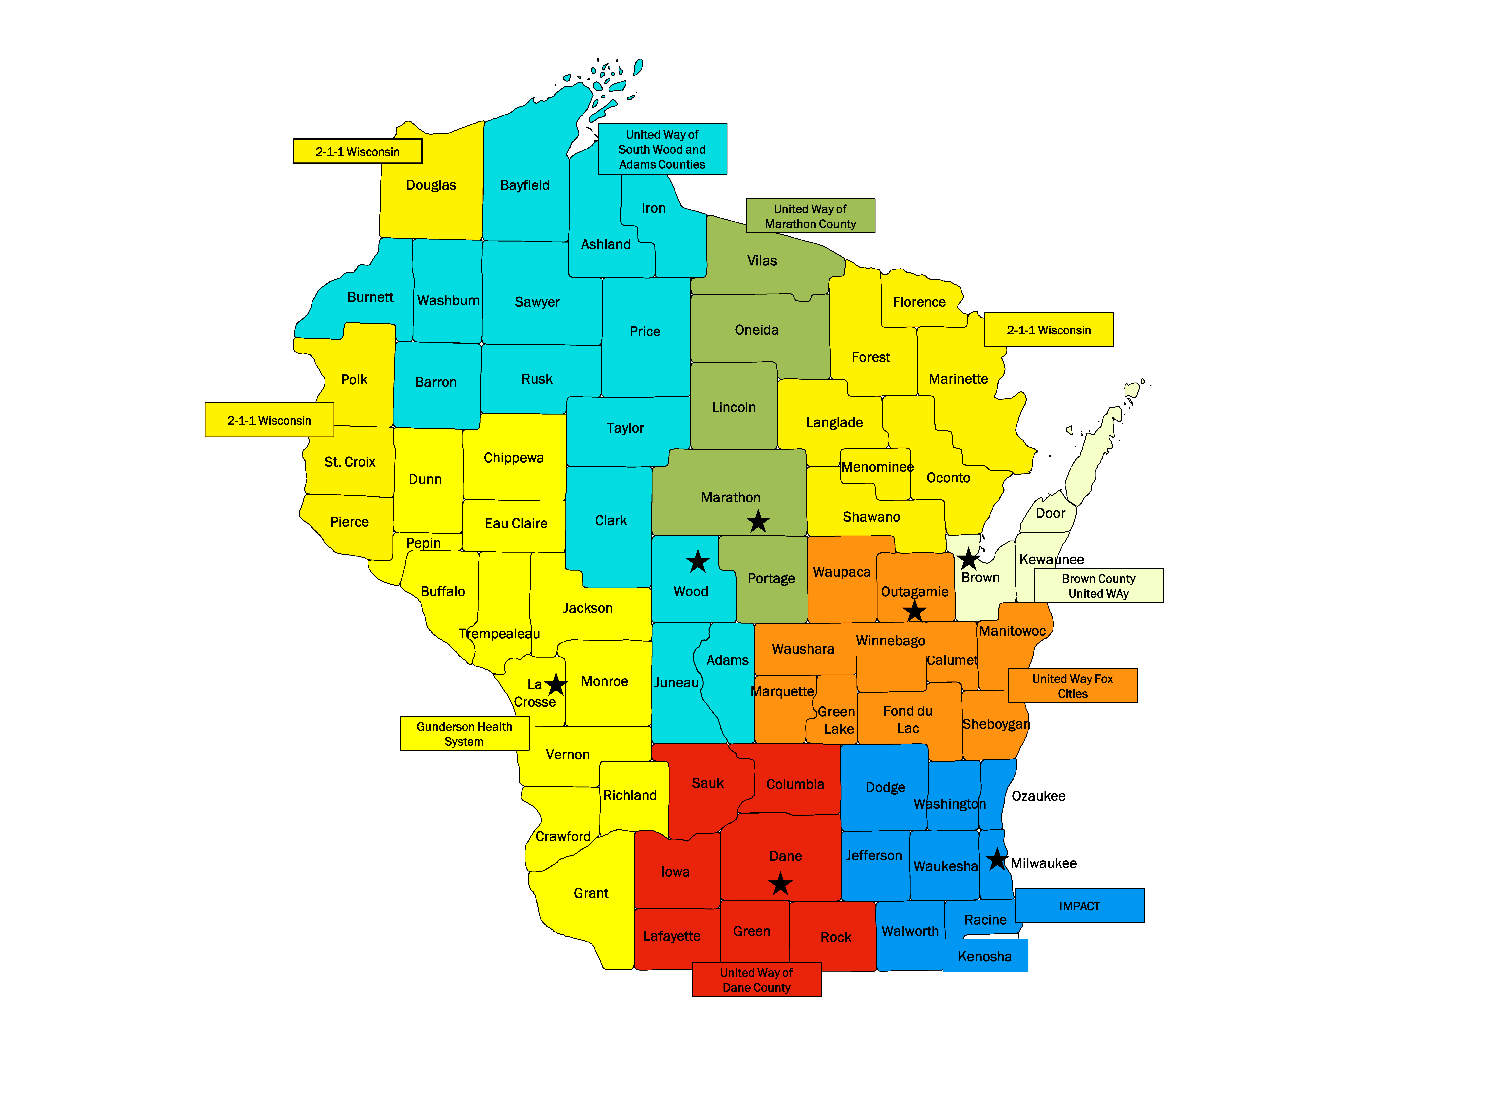 United Way of
South Wood and
Adams Counties
2-1-1 Wisconsin
Douglas
Bayfield
Iron
United Way of
Marathon County
Ashland
Vilas
Burnett
Washburn
Sawyer
Florence
Price
Oneida
2-1-1 Wisconsin
Forest
Polk
Barron
Rusk
Marinette
Lincoln
2-1-1 Wisconsin
Taylor
Langlade
St. Croix
Chippewa
Menominee
Dunn
Oconto
Marathon
Pierce
Eau Claire
Clark
Shawano
Door
Pepin
Kewaunee
Waupaca
Portage
Brown
Brown County
United WAy
Buffalo
Wood
Outagamie
Jackson
Trempealeau
Winnebago
Manitowoc
Waushara
Adams
Calumet
La
Crosse
Monroe
Juneau
Marquette
United Way Fox
Cities
Green
Lake
Fond du
Lac
Sheboygan
Gunderson Health
System
Vernon
Sauk
Columbia
Dodge
Richland
Washington
Ozaukee
Crawford
Dane
Jefferson
Waukesha
Milwaukee
Iowa
Grant
IMPACT
Lafayette
Green
Rock
Walworth
Racine
Kenosha
United Way of
Dane County